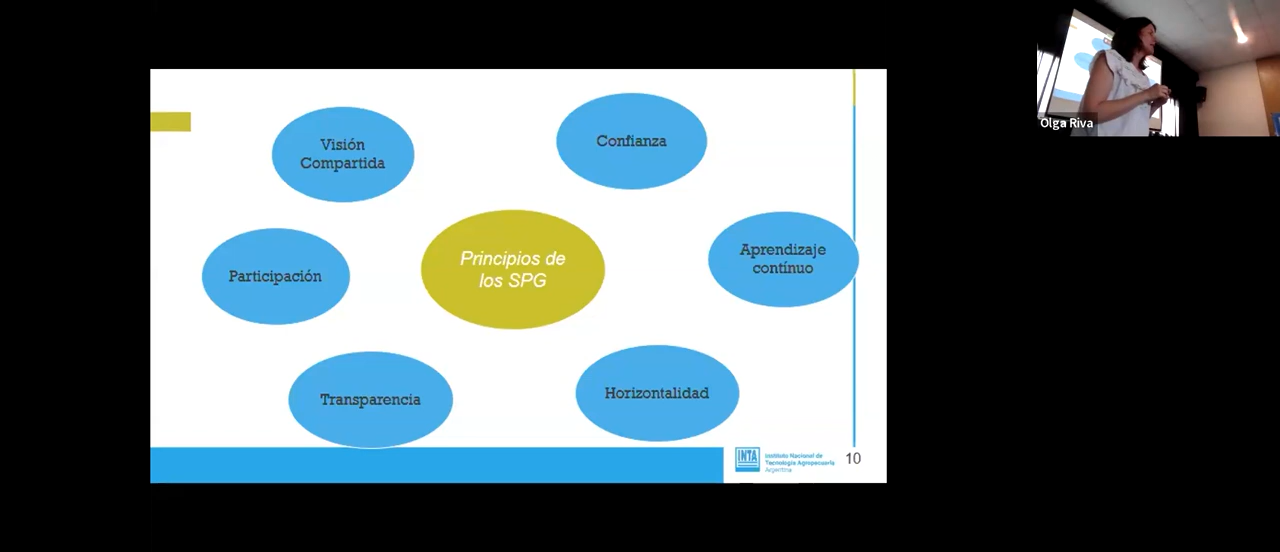 Olga Riva
Visión
Compartida
Confianza
Principios de
los SPG
Aprendizaje
contínuo
Participación
Transparencia
Horizontalidad
INTA
Instituto Nacional de
Tecnología Agropecuaria
Argentina
10